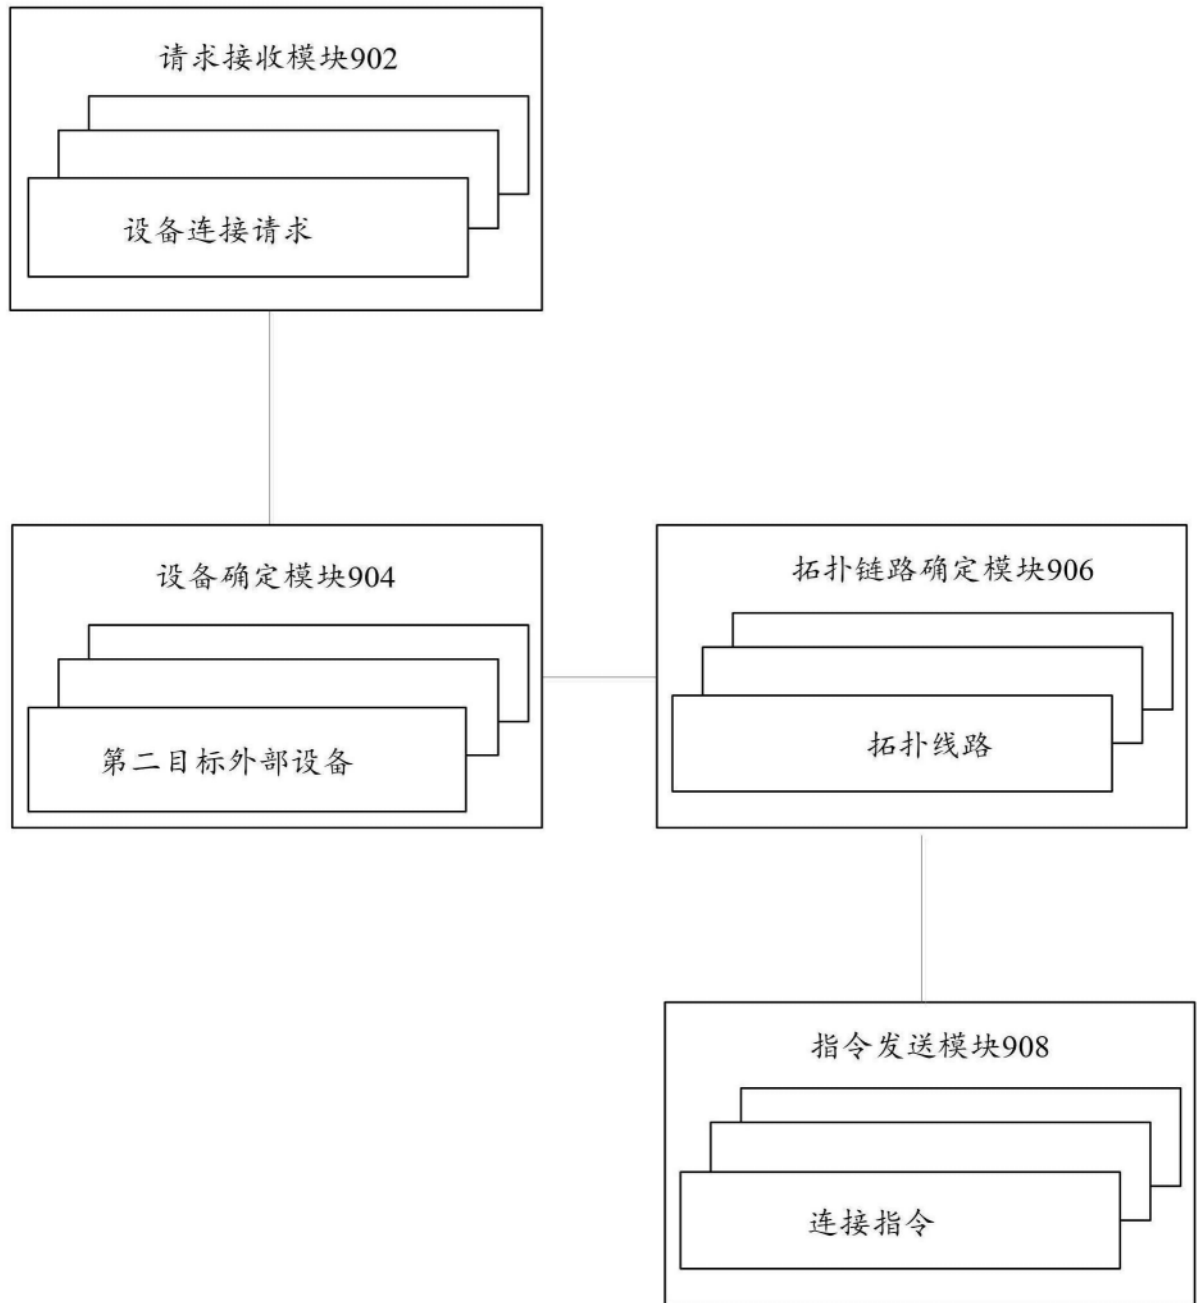 请求接收模块902
设备连接请求
设备确定模块904
第二目标外部设备
拓扑链路确定模块906
拓扑线路
指令发送模块908
连接指令